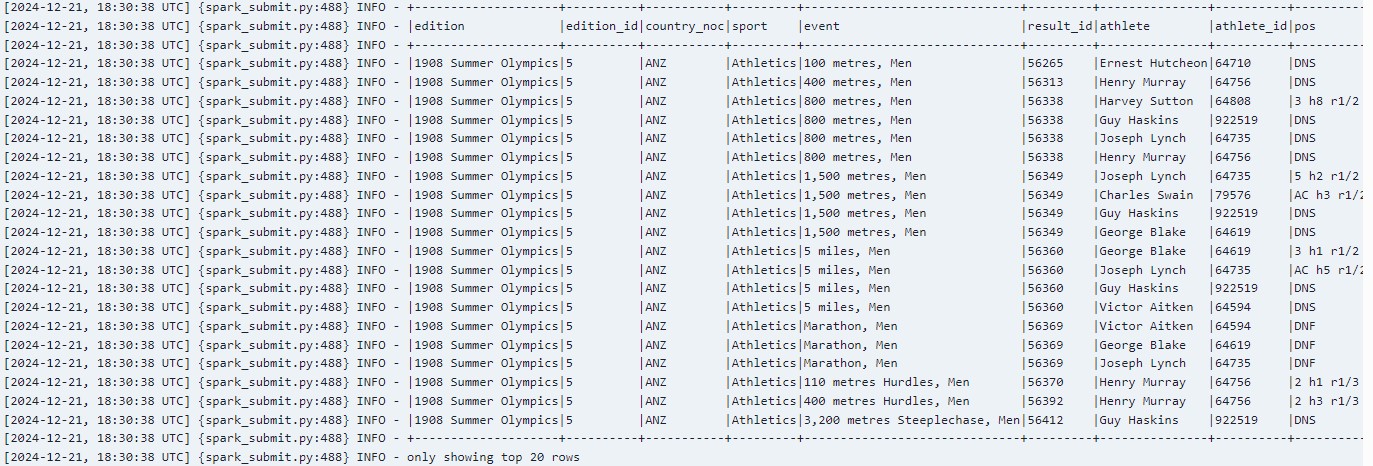 [2024-12-21, 18:30:38 UTC] {spark_submit.py:488} INFO - +-------------------+----------+-----------+---------+-----------------------------+---------+----------------+----------+----------
[2024-12-21, 18:30:38 UTC] {spark_submit.py:488} INFO - |edition            |edition_id|country_noc|sport    |event                        |result_id|athlete         |athlete_id|pos
[2024-12-21, 18:30:38 UTC] {spark_submit.py:488} INFO - +-------------------+----------+-----------+---------+-----------------------------+---------+----------------+----------+----------
[2024-12-21, 18:30:38 UTC] {spark_submit.py:488} INFO - |1908 Summer Olympics|5         |ANZ        |Athletics|100 metres, Men              |56265    |Ernest Hutcheon|64710     |DNS
[2024-12-21, 18:30:38 UTC] {spark_submit.py:488} INFO - |1908 Summer Olympics|5         |ANZ        |Athletics|400 metres, Men              |56313    |Henry Murray   |64756     |DNS
[2024-12-21, 18:30:38 UTC] {spark_submit.py:488} INFO - |1908 Summer Olympics|5         |ANZ        |Athletics|800 metres, Men              |56338    |Harvey Sutton  |64808     |3 h8 r1/2
[2024-12-21, 18:30:38 UTC] {spark_submit.py:488} INFO - |1908 Summer Olympics|5         |ANZ        |Athletics|800 metres, Men              |56338    |Guy Haskins    |922519    |DNS
[2024-12-21, 18:30:38 UTC] {spark_submit.py:488} INFO - |1908 Summer Olympics|5         |ANZ        |Athletics|800 metres, Men              |56338    |Joseph Lynch   |64735     |DNS
[2024-12-21, 18:30:38 UTC] {spark_submit.py:488} INFO - |1908 Summer Olympics|5         |ANZ        |Athletics|800 metres, Men              |56338    |Henry Murray   |64756     |DNS
[2024-12-21, 18:30:38 UTC] {spark_submit.py:488} INFO - |1908 Summer Olympics|5         |ANZ        |Athletics|1,500 metres, Men            |56349    |Joseph Lynch   |64735     |5 h2 r1/2
[2024-12-21, 18:30:38 UTC] {spark_submit.py:488} INFO - |1908 Summer Olympics|5         |ANZ        |Athletics|1,500 metres, Men            |56349    |Charles Swain  |79576     |AC h3 r1/2
[2024-12-21, 18:30:38 UTC] {spark_submit.py:488} INFO - |1908 Summer Olympics|5         |ANZ        |Athletics|1,500 metres, Men            |56349    |Guy Haskins    |922519    |DNS
[2024-12-21, 18:30:38 UTC] {spark_submit.py:488} INFO - |1908 Summer Olympics|5         |ANZ        |Athletics|1,500 metres, Men            |56349    |George Blake   |64619     |DNS
[2024-12-21, 18:30:38 UTC] {spark_submit.py:488} INFO - |1908 Summer Olympics|5         |ANZ        |Athletics|5 miles, Men                 |56360    |George Blake   |64619     |3 h1 r1/2
[2024-12-21, 18:30:38 UTC] {spark_submit.py:488} INFO - |1908 Summer Olympics|5         |ANZ        |Athletics|5 miles, Men                 |56360    |Joseph Lynch   |64735     |AC h5 r1/2
[2024-12-21, 18:30:38 UTC] {spark_submit.py:488} INFO - |1908 Summer Olympics|5         |ANZ        |Athletics|5 miles, Men                 |56360    |Guy Haskins    |922519    |DNS
[2024-12-21, 18:30:38 UTC] {spark_submit.py:488} INFO - |1908 Summer Olympics|5         |ANZ        |Athletics|5 miles, Men                 |56360    |Victor Aitken  |64594     |DNS
[2024-12-21, 18:30:38 UTC] {spark_submit.py:488} INFO - |1908 Summer Olympics|5         |ANZ        |Athletics|Marathon, Men                |56369    |Victor Aitken  |64594     |DNF
[2024-12-21, 18:30:38 UTC] {spark_submit.py:488} INFO - |1908 Summer Olympics|5         |ANZ        |Athletics|Marathon, Men                |56369    |George Blake   |64619     |DNF
[2024-12-21, 18:30:38 UTC] {spark_submit.py:488} INFO - |1908 Summer Olympics|5         |ANZ        |Athletics|Marathon, Men                |56369    |Joseph Lynch   |64735     |DNF
[2024-12-21, 18:30:38 UTC] {spark_submit.py:488} INFO - |1908 Summer Olympics|5         |ANZ        |Athletics|110 metres Hurdles, Men      |56370    |Henry Murray   |64756     |2 h1 r1/3
[2024-12-21, 18:30:38 UTC] {spark_submit.py:488} INFO - |1908 Summer Olympics|5         |ANZ        |Athletics|400 metres Hurdles, Men      |56392    |Henry Murray   |64756     |2 h3 r1/3
[2024-12-21, 18:30:38 UTC] {spark_submit.py:488} INFO - |1908 Summer Olympics|5         |ANZ        |Athletics|3,200 metres Steeplechase, Men|56412    |Guy Haskins    |922519    |DNS
[2024-12-21, 18:30:38 UTC] {spark_submit.py:488} INFO - +-------------------+----------+-----------+---------+-----------------------------+---------+----------------+----------+----------
[2024-12-21, 18:30:38 UTC] {spark_submit.py:488} INFO - only showing top 20 rows